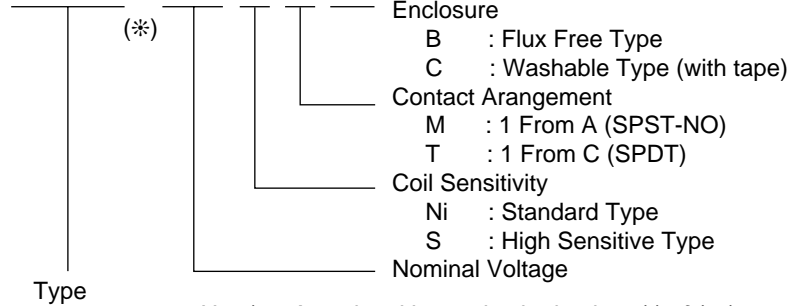 Enclosure
(※)
B : Flux Free Type
C : Washable Type (with tape)
Contact Arangement
M : 1 From A (SPST-NO)
T : 1 From C (SPDT)
Coil Sensitivity
Ni : Standard Type
S : High Sensitive Type
Nominal Voltage
Type